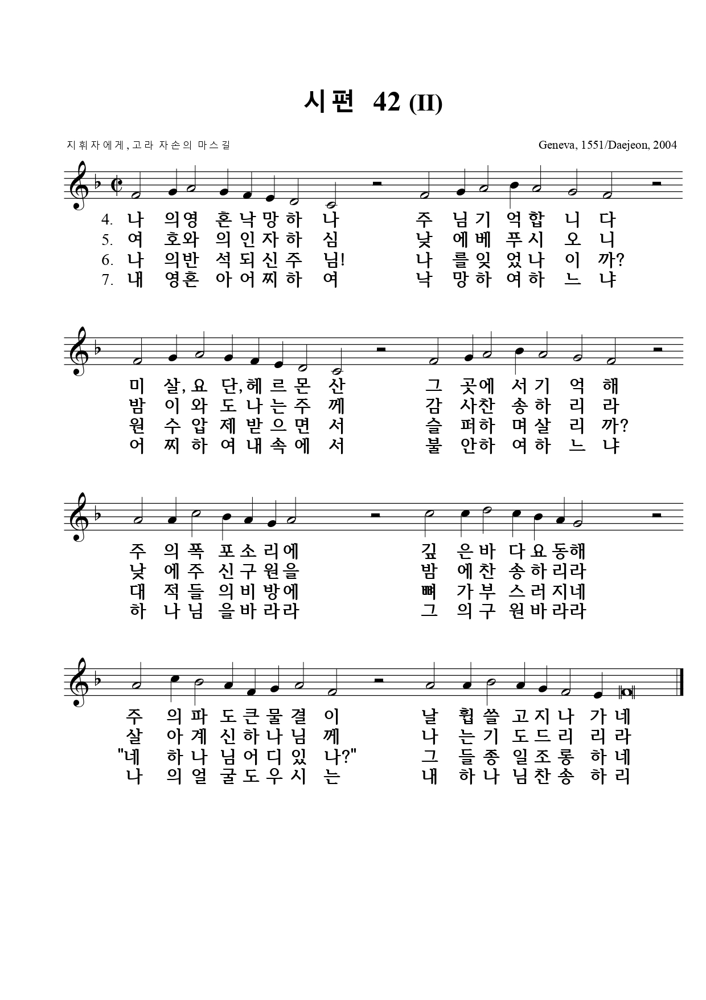 시편 42 (II)
지휘자에게, 고라 자손의 마스길
Geneva, 1551/Daejeon, 2004
4. 나 의영 혼 낙 망 하 나 주 님 기 억 합 니 다
5. 여 호와 의 인 자 하 심 낮 에 베 푸 시 오 니
6. 나 의반 석 되 신 주 님! 나 를 잊 었 나 이 까?
7. 내 영혼 아 어 찌 하 여 낙 망 하 여 하 느 냐
미 살, 요 단, 헤 르 몬 산 그 곳에 서 기 억 해
밤 이 와 도 나 는 주 께 감 사찬 송 하 리 라
원 수 압 제 받 으 면 서 슬 퍼하 며 살 리 까?
어 찌 하 여 내 속 에 서 불 안하 여 하 느 냐
주 의 폭 포 소 리에 깊 은 바 다 요 동해
낮 에 주 신 구 원을 밤 에 찬 송 하 리라
대 적 들 의 비 방에 뼈 가 부 스 러 지네
하 나 님 을 바 라라 그 의 구 원 바 라라
주 의 파 도 큰 물 결 이 날 휩 쓸 고 지 나 가 네
살 아 계 신 하 나 님 께 나 는 기 도 드 리 리 라
"네 하 나 님 어 디 있 나?" 그 들 종 일 조 롱 하 네
나 의 얼 굴 도 우 시 는 내 하 나 님 찬 송 하 리